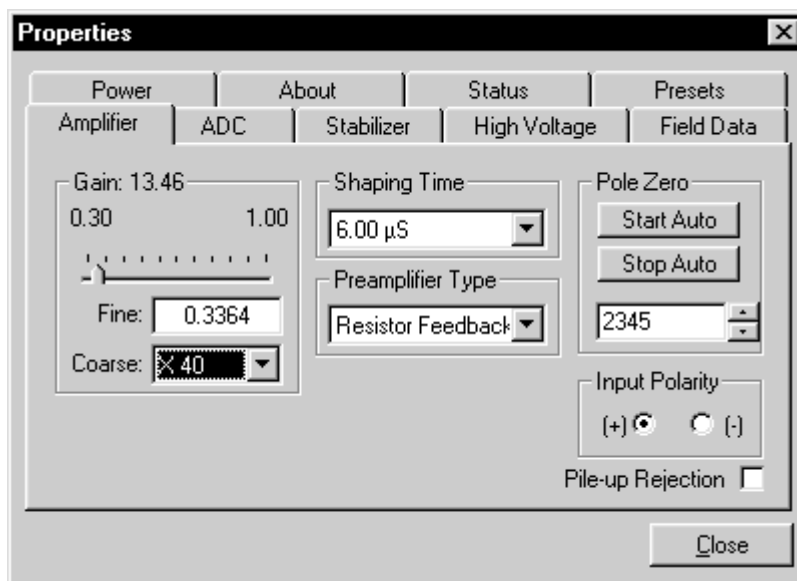 Properties
Power About Status Presets
Amplifier ADC Stabilizer High Voltage Field Data
Gain: 13.46
0.30 1.00
Fine: 0.3364
Coarse: X 40
Shaping Time
6.00 µS
Preamplifier Type
Resistor Feedback
Pole Zero
Start Auto
Stop Auto
2345
Input Polarity
(+) (-)
Pile-up Rejection
Close